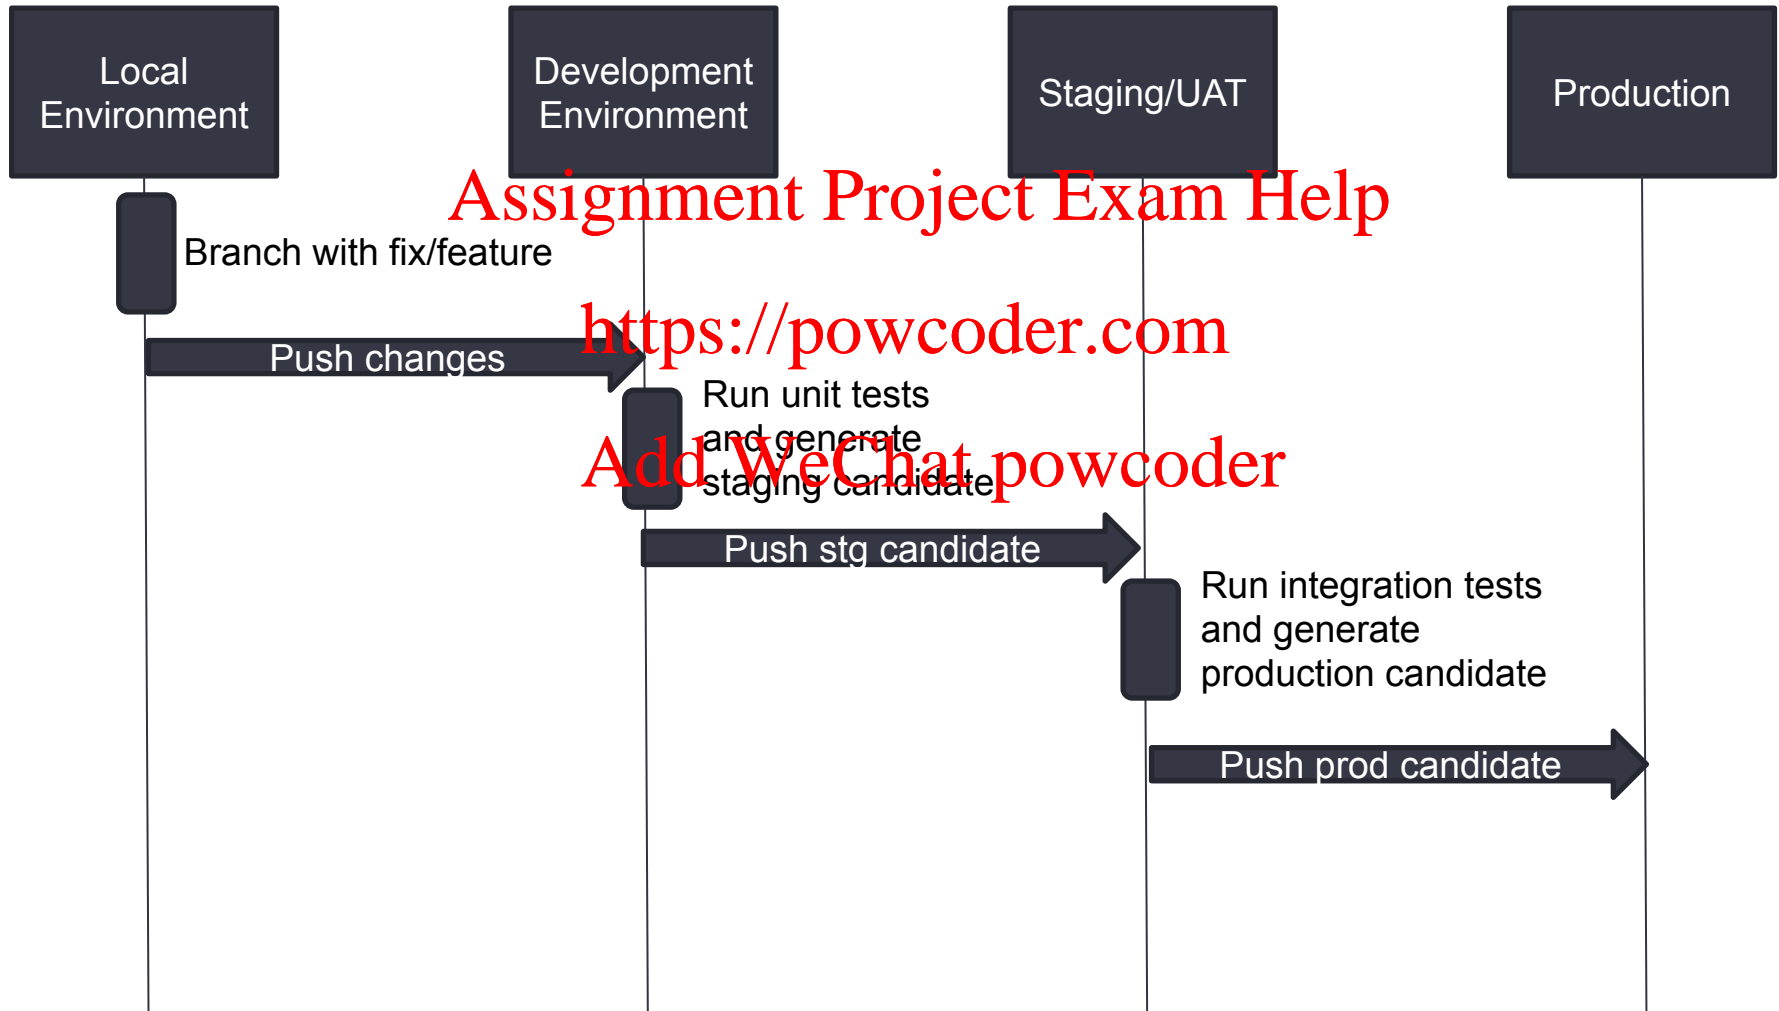 Local
Environment
Development
Environment
Staging/UAT
Production
Assignment Project Exam Help
Branch with fix/feature
https://powcoder.com
Push changes
Run unit tests
and generate
staging candidate
Add WeChat powcoder
Push stg candidate
Run integration tests
and generate
production candidate
Push prod candidate